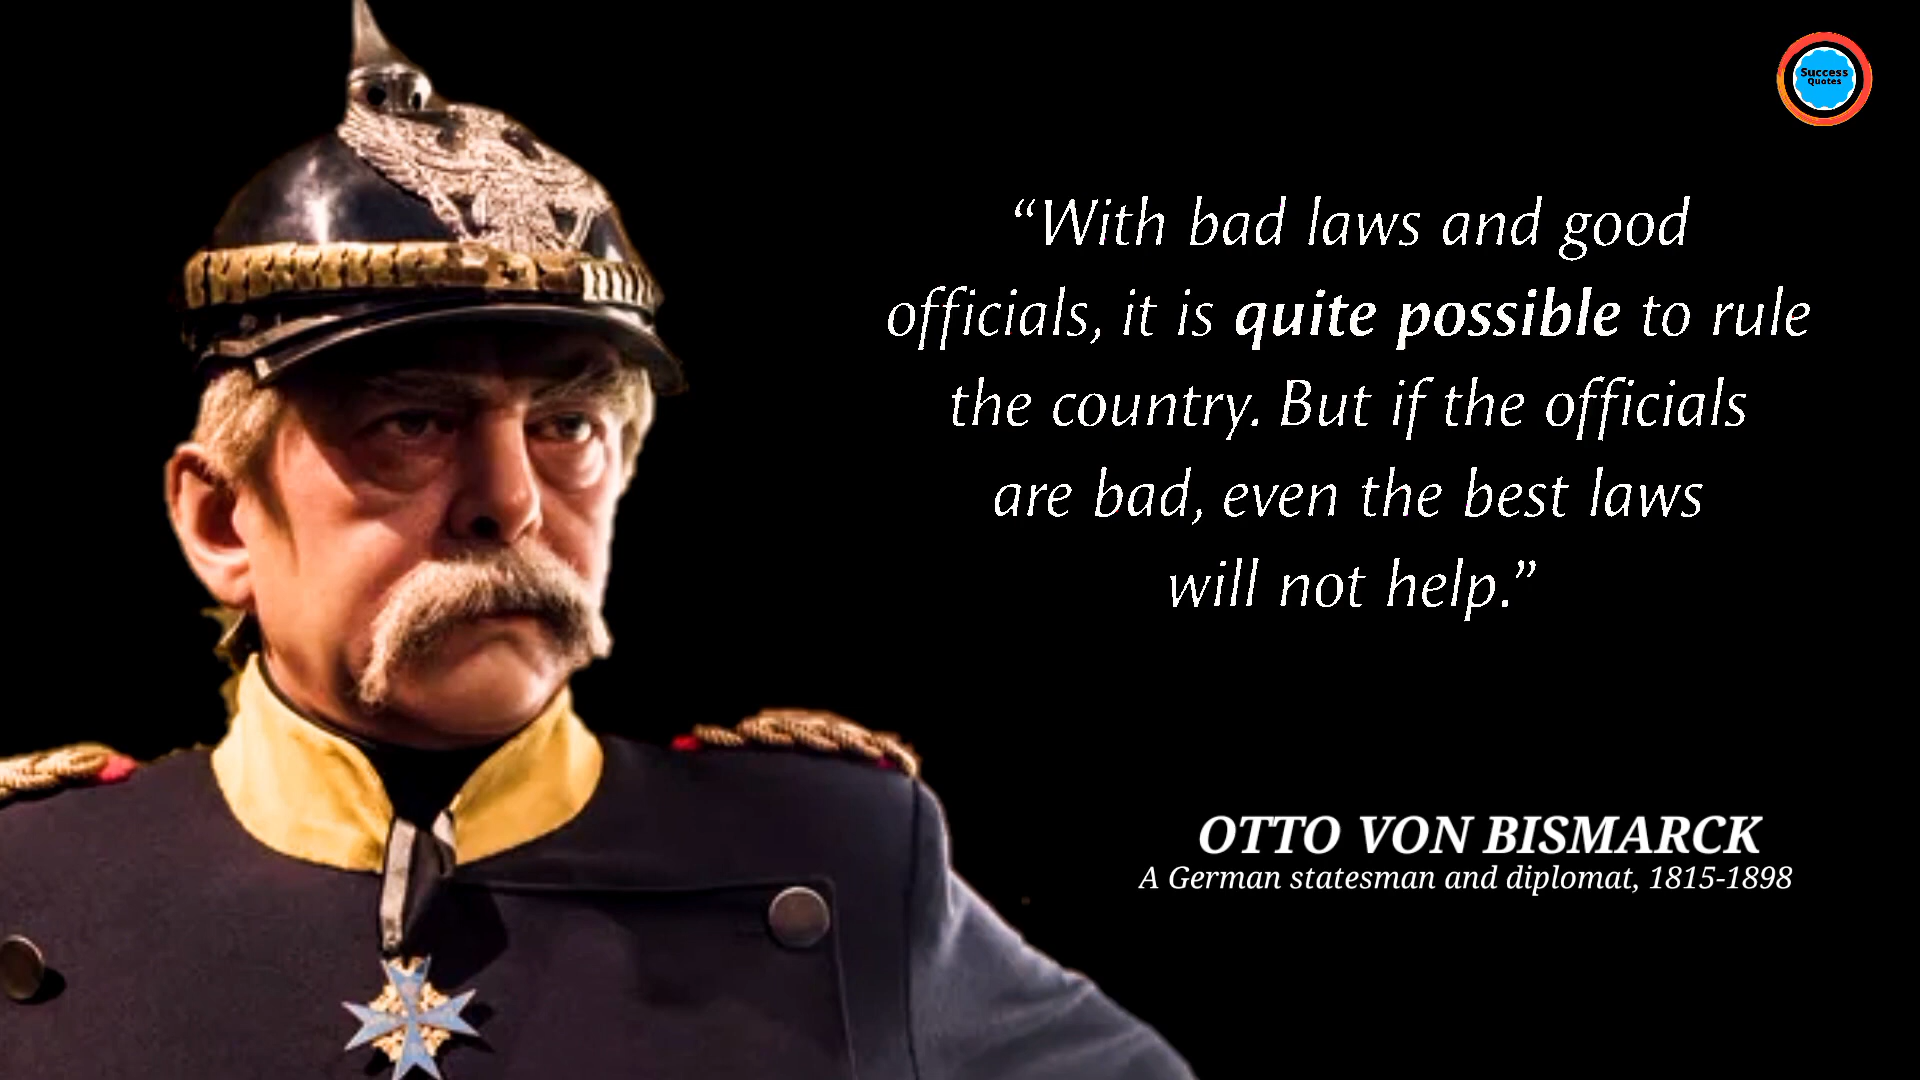 Success
Quotes
“With bad laws and good
officials, it is quite possible to rule
the country. But if the officials
are bad, even the best laws
will not help.”
OTTO VON BISMARCK
A German statesman and diplomat, 1815-1898